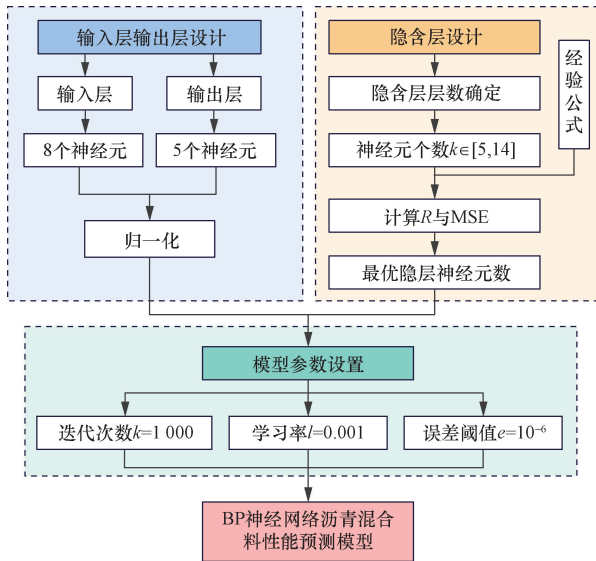 输入层输出层设计
输入层
输出层
8个神经元
5个神经元
归一化
隐含层设计
隐含层层数确定
神经元个数k∈[5,14]
经验公式
计算R与MSE
最优隐层神经元数
模型参数设置
迭代次数k=1 000
学习率l=0.001
误差阈值e=10⁻⁶
BP神经网络沥青混合
料性能预测模型